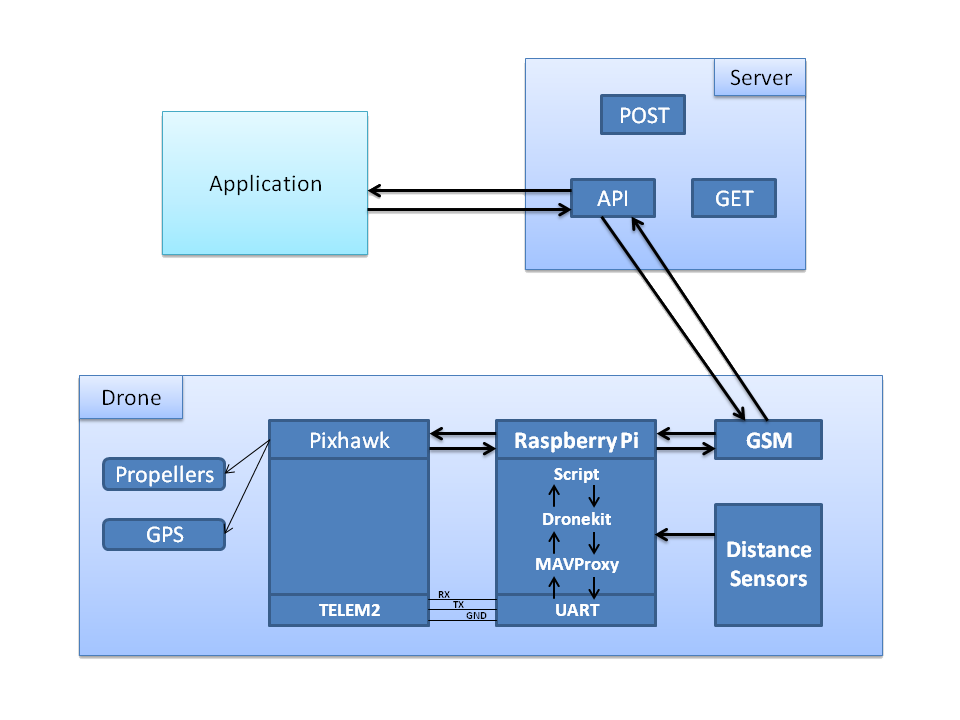 Server
POST
Application
API
GET
Drone
Pixhawk
Raspberry Pi
GSM
Propellers
Script
GPS
Dronekit
Distance
Sensors
MAVProxy
RX
TX
GND
TELEM2
UART